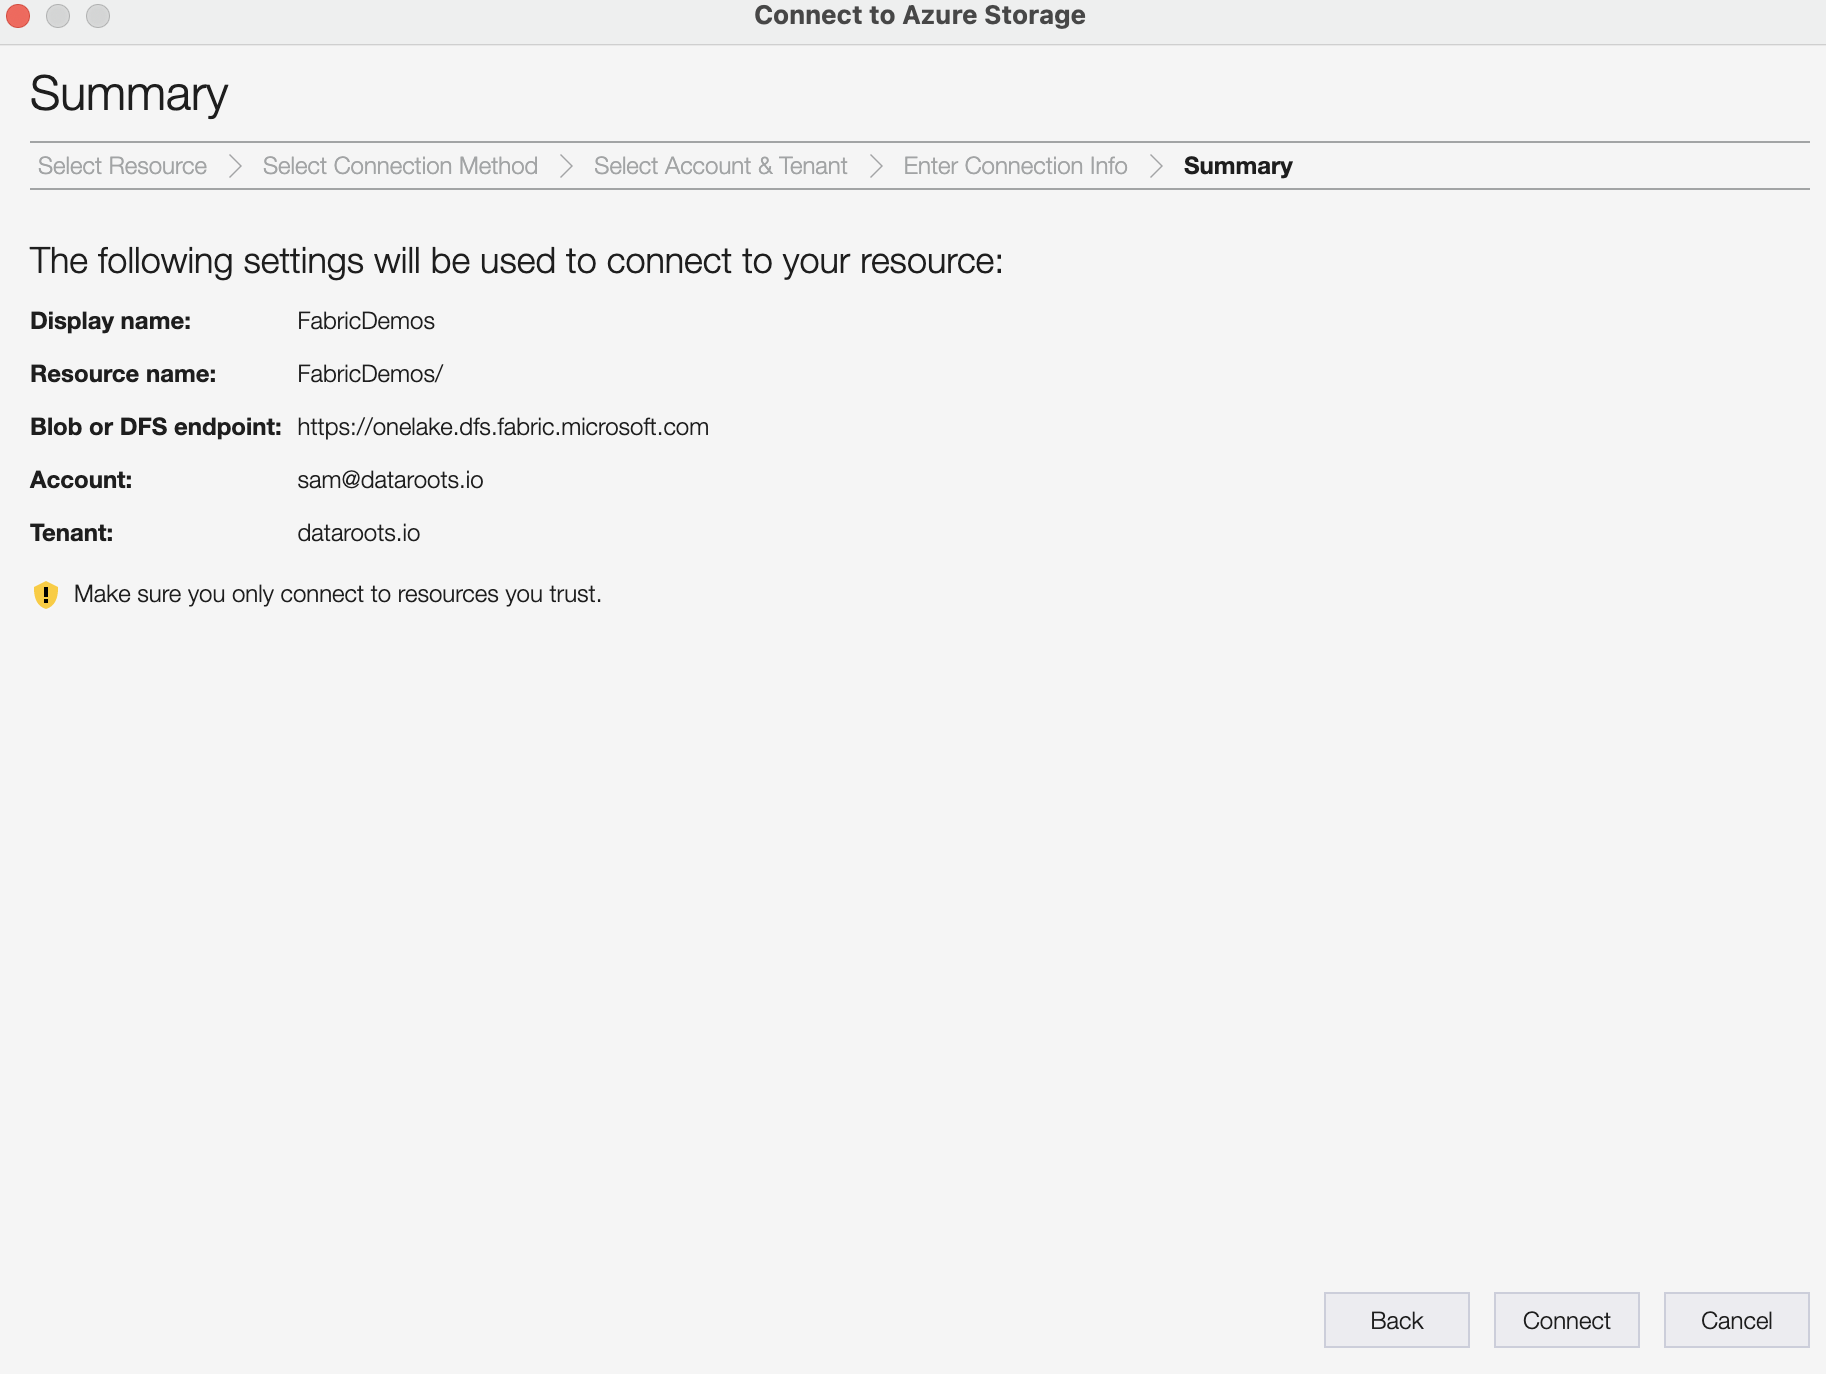 Connect to Azure Storage
Summary
Select Resource > Select Connection Method > Select Account & Tenant > Enter Connection Info > Summary
The following settings will be used to connect to your resource:
Display name: FabricDemos
Resource name: FabricDemos/
Blob or DFS endpoint: https://onelake.dfs.fabric.microsoft.com
Account: sam@dataroots.io
Tenant: dataroots.io
Make sure you only connect to resources you trust.
Back Connect Cancel